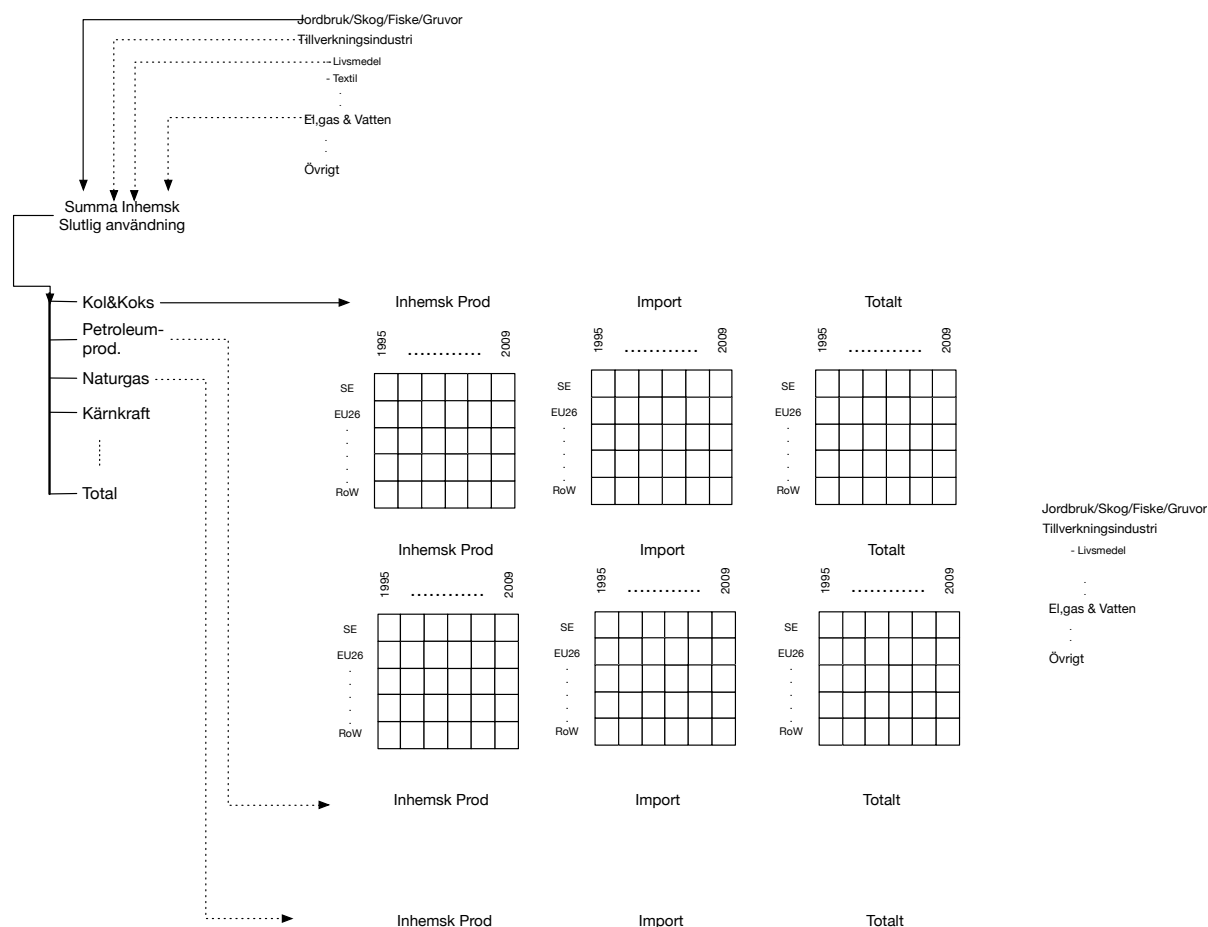 Jordbruk/Skog/Fiske/Gruvor
Tillverkningsindustri
- Livsmedel
- Textil
El,gas & Vatten
Övrigt
Summa Inhemsk
Slutlig användning
Kol&Koks
Petroleum-
prod.
Naturgas
Kärnkraft
Total
Inhemsk Prod
Import
Totalt
1995 ............ 2009
1995 ............ 2009
1995 ............ 2009
SE
EU26
RoW
SE
EU26
RoW
SE
EU26
RoW
Inhemsk Prod
Import
Totalt
1995 ............ 2009
1995 ............ 2009
1995 ............ 2009
SE
EU26
RoW
SE
EU26
RoW
SE
EU26
RoW
Jordbruk/Skog/Fiske/Gruvor
Tillverkningsindustri
- Livsmedel
El,gas & Vatten
Övrigt
Inhemsk Prod
Import
Totalt
Inhemsk Prod
Import
Totalt